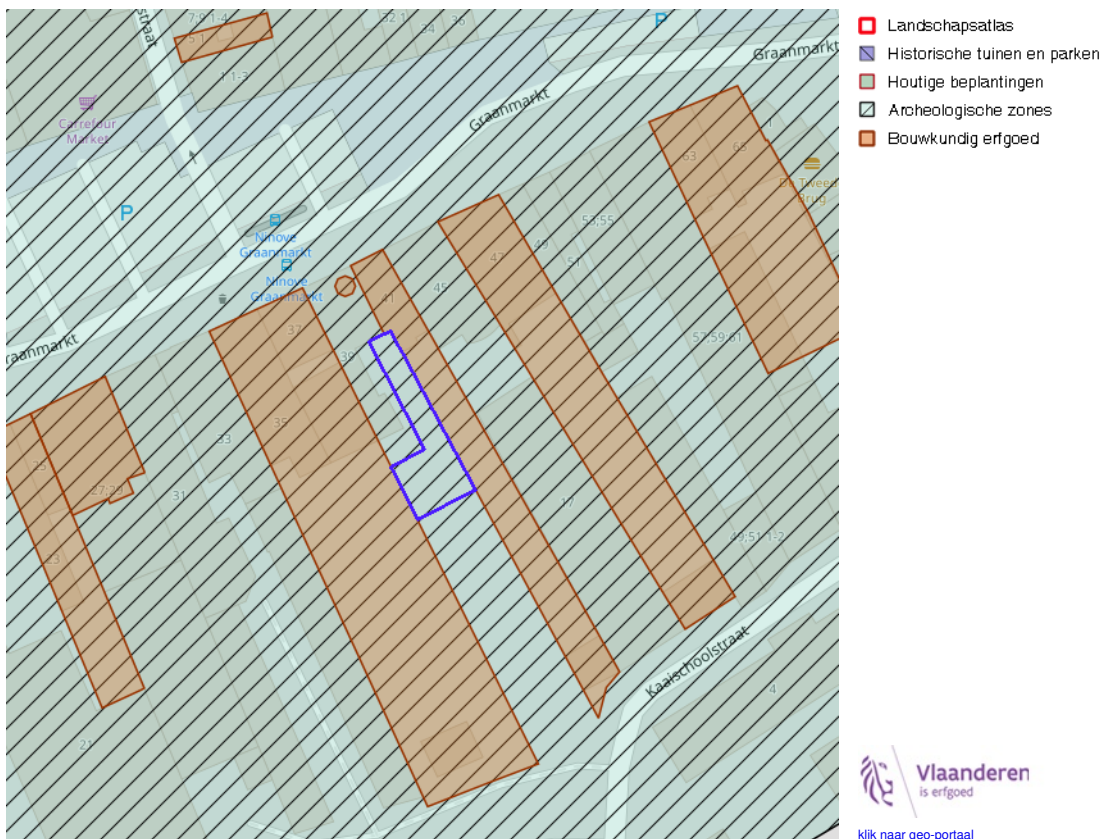 straat
7;9 1-4
5 1
1 1-3
32 1
34
36
P
Graanmarkt
Graanmarkt
Carrefour
Market
63
65
P
Ninove
Graanmarkt
Ninove
Graanmarkt
53;55
49
51
47
45
41
37
39
57;59;61
raanmarkt
35
33
25
27;29
31
23
17
49;51 1-2
Kaaischoolstraat
4
21
Landschapsatlas
Historische tuinen en parken
Houtige beplantingen
Archeologische zones
Bouwkundig erfgoed
Vlaanderen
is erfgoed
klik naar geo-portaal